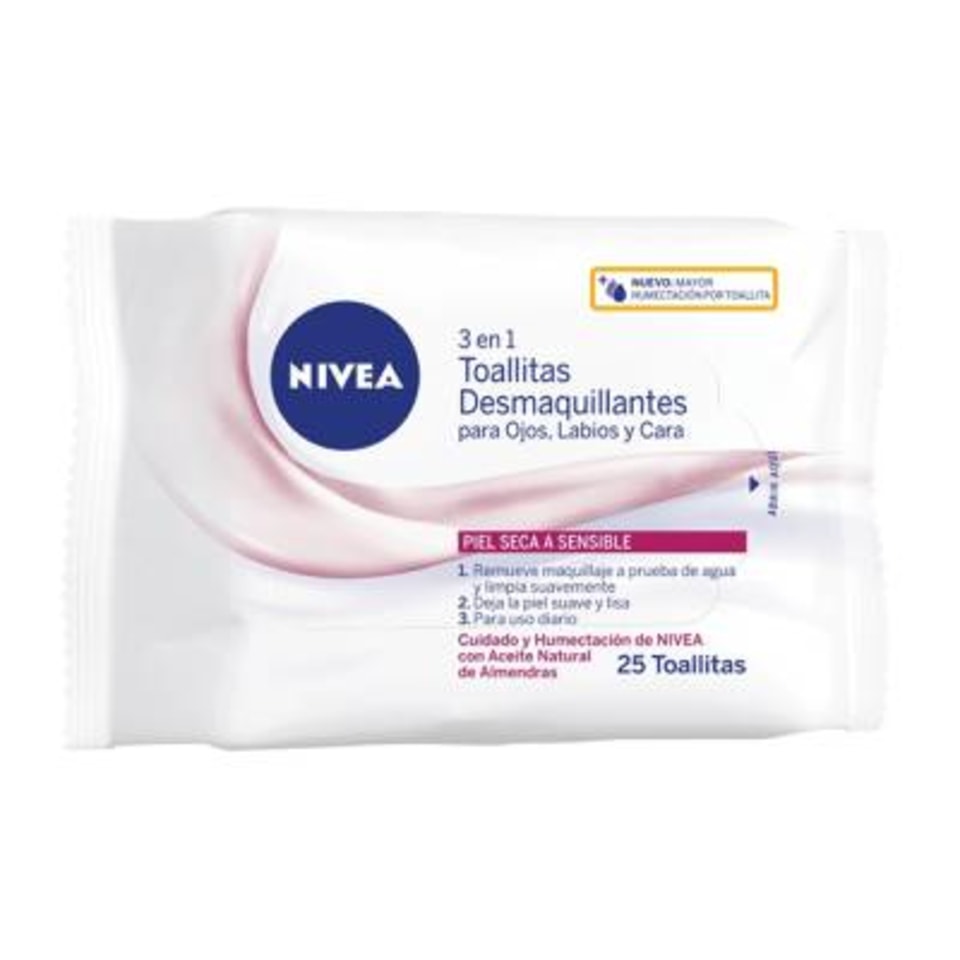 NUEVO: MAYOR
HUMECTACIÓN POR TOALLITA
NIVEA
3 en 1
Toallitas
Desmaquillantes
para Ojos, Labios y Cara
ABRIR AQUÍ
PIEL SECA A SENSIBLE
1. Remueve maquillaje a prueba de agua
y limpia suavemente
2. Deja la piel suave y lisa
3. Para uso diario
Cuidado y Humectación de NIVEA
con Aceite Natural
de Almendras
25 Toallitas